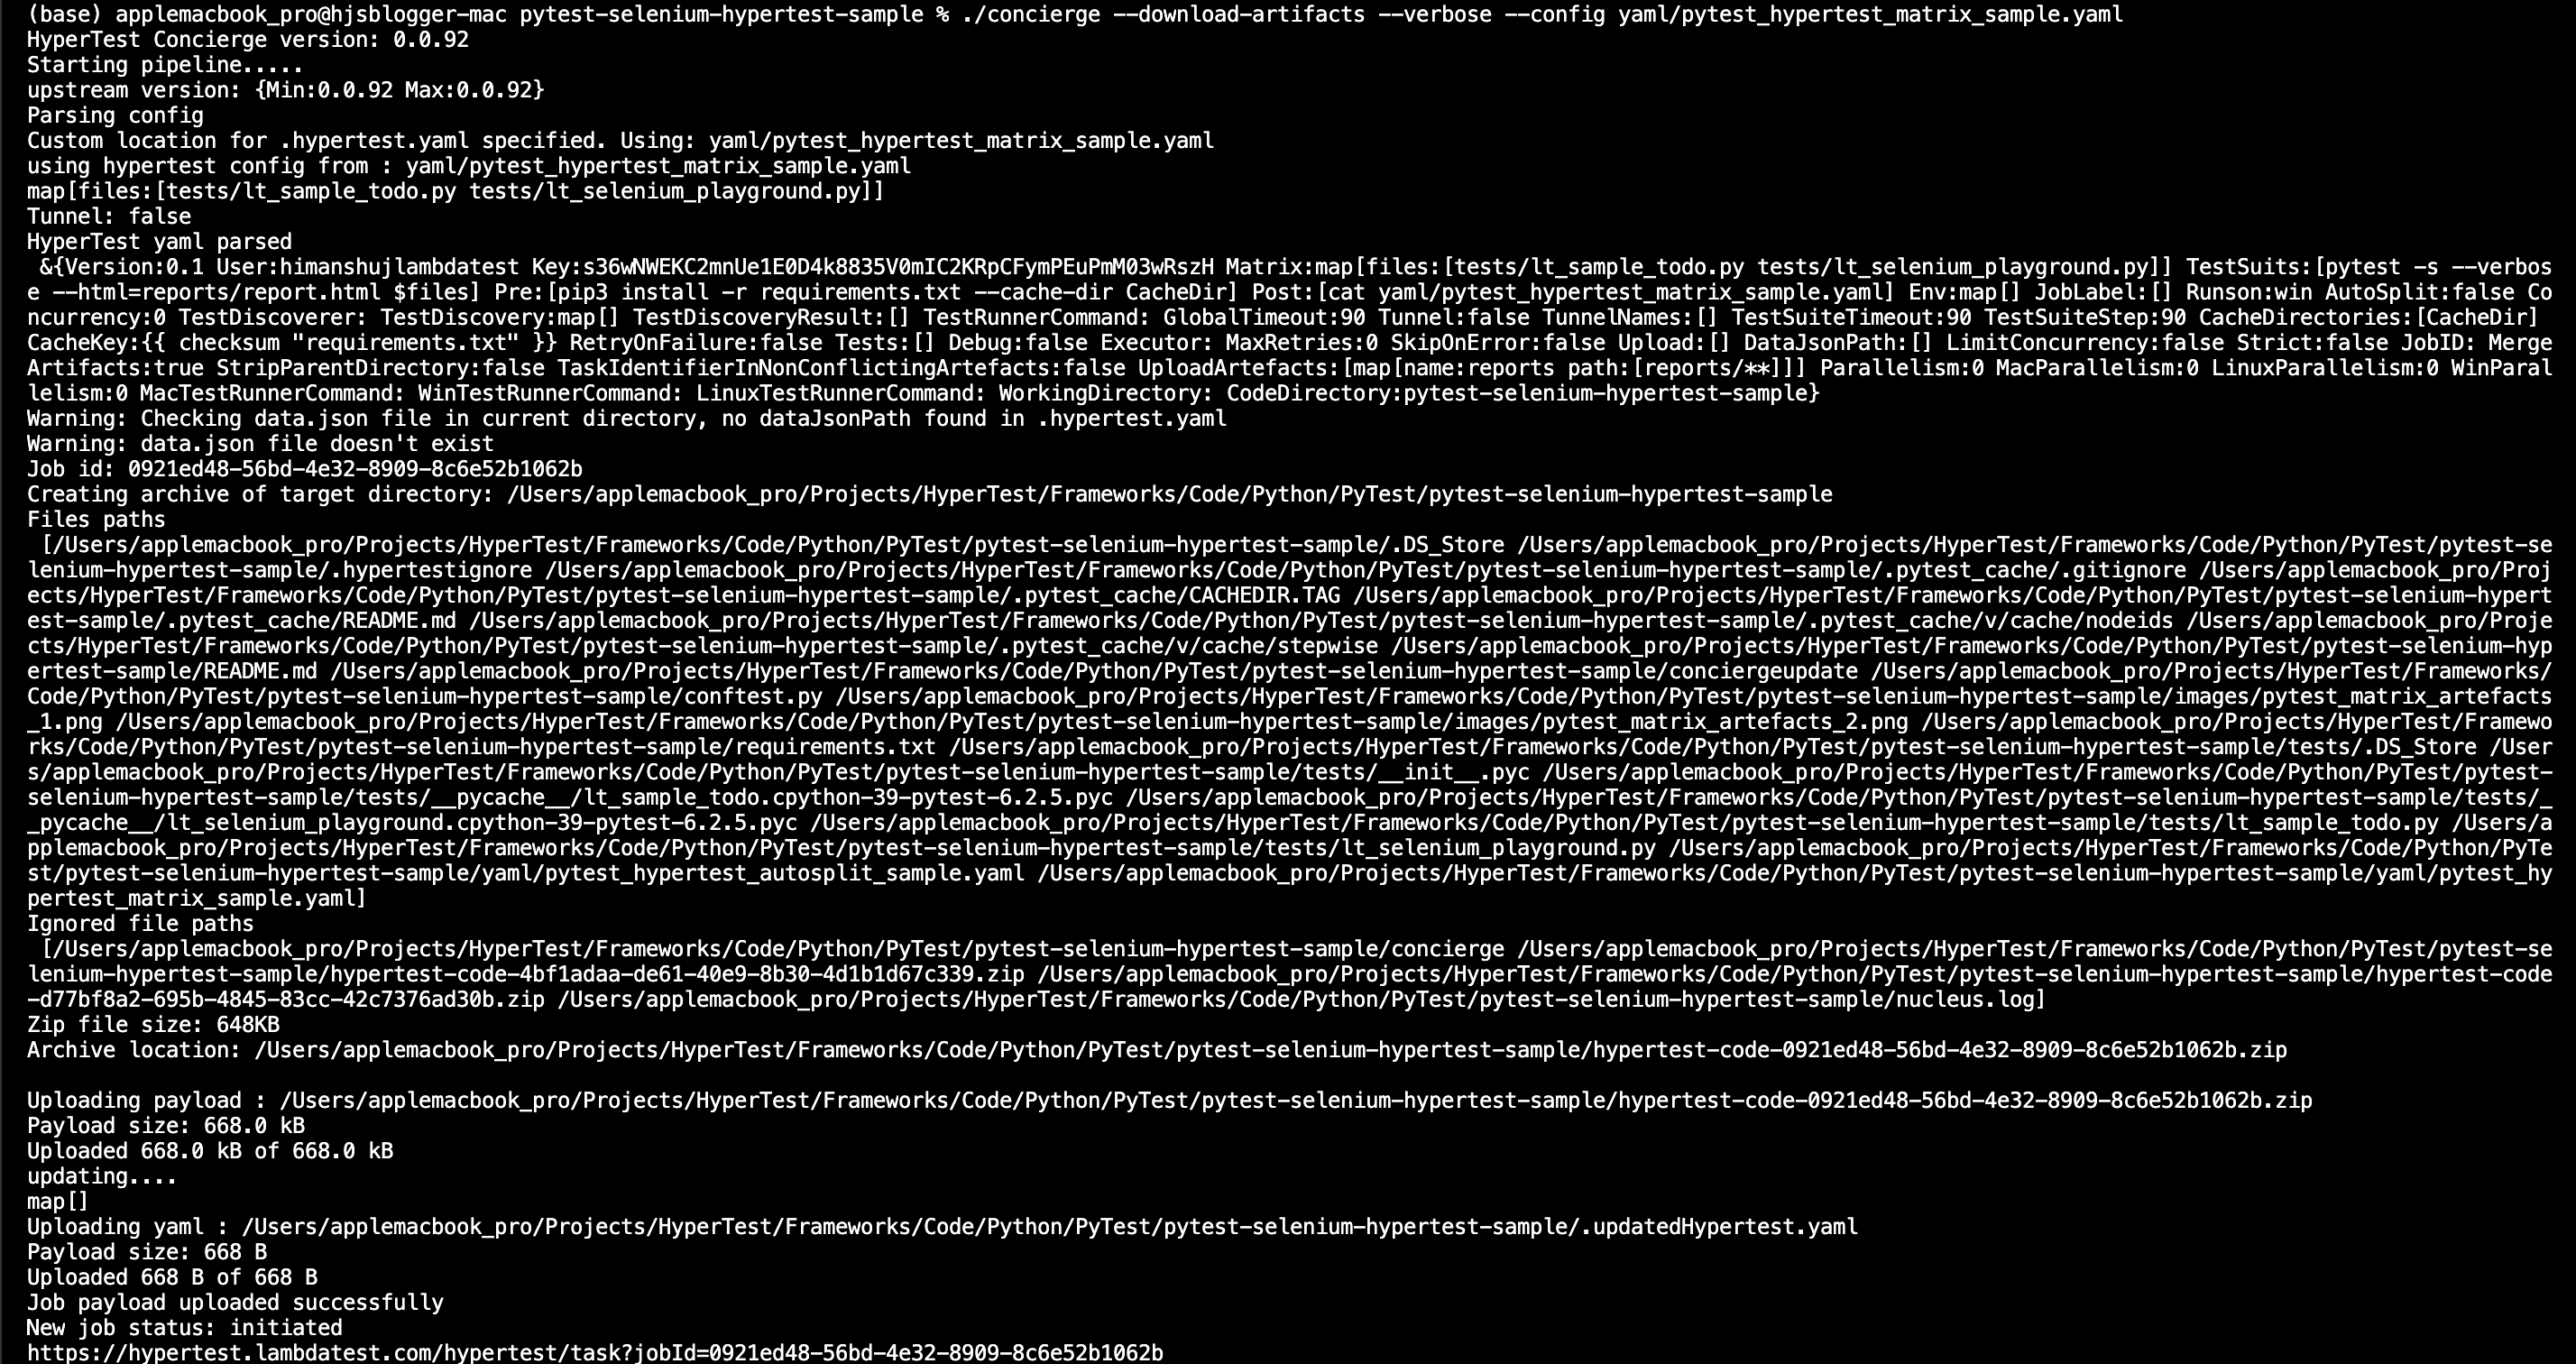 (base) applemacbook_pro@hjsblogger-mac pytest-selenium-hypertest-sample % ./concierge --download-artifacts --verbose --config yaml/pytest_hypertest_matrix_sample.yaml
HyperTest Concierge version: 0.0.92
Starting pipeline.....
upstream version: {Min:0.0.92 Max:0.0.92}
Parsing config
Custom location for .hypertest.yaml specified. Using: yaml/pytest_hypertest_matrix_sample.yaml
using hypertest config from : yaml/pytest_hypertest_matrix_sample.yaml
map[files:[tests/lt_sample_todo.py tests/lt_selenium_playground.py]]
Tunnel: false
HyperTest yaml parsed
&{Version:0.1 User:himanshujlambdatest Key:s36wNWEKC2mnUe1E0D4k8835V0mIC2KRpCFymPEuPmM03wRszH Matrix:map[files:[tests/lt_sample_todo.py tests/lt_selenium_playground.py]] TestSuits:[pytest -s --verbos
e --html=reports/report.html $files] Pre:[pip3 install -r requirements.txt --cache-dir CacheDir] Post:[cat yaml/pytest_hypertest_matrix_sample.yaml] Env:map[] JobLabel:[] Runson:win AutoSplit:false Co
ncurrency:0 TestDiscoverer: TestDiscovery:map[] TestDiscoveryResult:[] TestRunnerCommand: GlobalTimeout:90 Tunnel:false TunnelNames:[] TestSuiteTimeout:90 TestSuiteStep:90 CacheDirectories:[CacheDir]
CacheKey:{{ checksum "requirements.txt" }} RetryOnFailure:false Tests:[] Debug:false Executor: MaxRetries:0 SkipOnError:false Upload:[] DataJsonPath:[] LimitConcurrency:false Strict:false JobID: Merge
Artifacts:true StripParentDirectory:false TaskIdentifierInNonConflictingArtefacts:false UploadArtefacts:[map[name:reports path:[reports/**]]] Parallelism:0 MacParallelism:0 LinuxParallelism:0 WinParal
lelism:0 MacTestRunnerCommand: WinTestRunnerCommand: LinuxTestRunnerCommand: WorkingDirectory: CodeDirectory:pytest-selenium-hypertest-sample}
Warning: Checking data.json file in current directory, no dataJsonPath found in .hypertest.yaml
Warning: data.json file doesn't exist
Job id: 0921ed48-56bd-4e32-8909-8c6e52b1062b
Creating archive of target directory: /Users/applemacbook_pro/Projects/HyperTest/Frameworks/Code/Python/PyTest/pytest-selenium-hypertest-sample
Files paths
[/Users/applemacbook_pro/Projects/HyperTest/Frameworks/Code/Python/PyTest/pytest-selenium-hypertest-sample/.DS_Store /Users/applemacbook_pro/Projects/HyperTest/Frameworks/Code/Python/PyTest/pytest-se
lenium-hypertest-sample/.hypertestignore /Users/applemacbook_pro/Projects/HyperTest/Frameworks/Code/Python/PyTest/pytest-selenium-hypertest-sample/.pytest_cache/.gitignore /Users/applemacbook_pro/Proj
ects/HyperTest/Frameworks/Code/Python/PyTest/pytest-selenium-hypertest-sample/.pytest_cache/CACHEDIR.TAG /Users/applemacbook_pro/Projects/HyperTest/Frameworks/Code/Python/PyTest/pytest-selenium-hypert
est-sample/.pytest_cache/README.md /Users/applemacbook_pro/Projects/HyperTest/Frameworks/Code/Python/PyTest/pytest-selenium-hypertest-sample/.pytest_cache/v/cache/nodeids /Users/applemacbook_pro/Proje
cts/HyperTest/Frameworks/Code/Python/PyTest/pytest-selenium-hypertest-sample/.pytest_cache/v/cache/stepwise /Users/applemacbook_pro/Projects/HyperTest/Frameworks/Code/Python/PyTest/pytest-selenium-hyp
ertest-sample/README.md /Users/applemacbook_pro/Projects/HyperTest/Frameworks/Code/Python/PyTest/pytest-selenium-hypertest-sample/conciergeupdate /Users/applemacbook_pro/Projects/HyperTest/Frameworks/
Code/Python/PyTest/pytest-selenium-hypertest-sample/conftest.py /Users/applemacbook_pro/Projects/HyperTest/Frameworks/Code/Python/PyTest/pytest-selenium-hypertest-sample/images/pytest_matrix_artefacts
_1.png /Users/applemacbook_pro/Projects/HyperTest/Frameworks/Code/Python/PyTest/pytest-selenium-hypertest-sample/images/pytest_matrix_artefacts_2.png /Users/applemacbook_pro/Projects/HyperTest/Framewo
rks/Code/Python/PyTest/pytest-selenium-hypertest-sample/requirements.txt /Users/applemacbook_pro/Projects/HyperTest/Frameworks/Code/Python/PyTest/pytest-selenium-hypertest-sample/tests/.DS_Store /User
s/applemacbook_pro/Projects/HyperTest/Frameworks/Code/Python/PyTest/pytest-selenium-hypertest-sample/tests/__init__.pyc /Users/applemacbook_pro/Projects/HyperTest/Frameworks/Code/Python/PyTest/pytest-
selenium-hypertest-sample/tests/__pycache__/lt_sample_todo.cpython-39-pytest-6.2.5.pyc /Users/applemacbook_pro/Projects/HyperTest/Frameworks/Code/Python/PyTest/pytest-selenium-hypertest-sample/tests/_
_pycache__/lt_selenium_playground.cpython-39-pytest-6.2.5.pyc /Users/applemacbook_pro/Projects/HyperTest/Frameworks/Code/Python/PyTest/pytest-selenium-hypertest-sample/tests/lt_sample_todo.py /Users/a
pplemacbook_pro/Projects/HyperTest/Frameworks/Code/Python/PyTest/pytest-selenium-hypertest-sample/tests/lt_selenium_playground.py /Users/applemacbook_pro/Projects/HyperTest/Frameworks/Code/Python/PyTe
st/pytest-selenium-hypertest-sample/yaml/pytest_hypertest_autosplit_sample.yaml /Users/applemacbook_pro/Projects/HyperTest/Frameworks/Code/Python/PyTest/pytest-selenium-hypertest-sample/yaml/pytest_hy
pertest_matrix_sample.yaml]
Ignored file paths
[/Users/applemacbook_pro/Projects/HyperTest/Frameworks/Code/Python/PyTest/pytest-selenium-hypertest-sample/concierge /Users/applemacbook_pro/Projects/HyperTest/Frameworks/Code/Python/PyTest/pytest-se
lenium-hypertest-sample/hypertest-code-4bf1adaa-de61-40e9-8b30-4d1b1d67c339.zip /Users/applemacbook_pro/Projects/HyperTest/Frameworks/Code/Python/PyTest/pytest-selenium-hypertest-sample/hypertest-code
-d77bf8a2-695b-4845-83cc-42c7376ad30b.zip /Users/applemacbook_pro/Projects/HyperTest/Frameworks/Code/Python/PyTest/pytest-selenium-hypertest-sample/nucleus.log]
Zip file size: 648KB
Archive location: /Users/applemacbook_pro/Projects/HyperTest/Frameworks/Code/Python/PyTest/pytest-selenium-hypertest-sample/hypertest-code-0921ed48-56bd-4e32-8909-8c6e52b1062b.zip
Uploading payload : /Users/applemacbook_pro/Projects/HyperTest/Frameworks/Code/Python/PyTest/pytest-selenium-hypertest-sample/hypertest-code-0921ed48-56bd-4e32-8909-8c6e52b1062b.zip
Payload size: 668.0 kB
Uploaded 668.0 kB of 668.0 kB
updating....
map[]
Uploading yaml : /Users/applemacbook_pro/Projects/HyperTest/Frameworks/Code/Python/PyTest/pytest-selenium-hypertest-sample/.updatedHypertest.yaml
Payload size: 668 B
Uploaded 668 B of 668 B
Job payload uploaded successfully
New job status: initiated
https://hypertest.lambdatest.com/hypertest/task?jobId=0921ed48-56bd-4e32-8909-8c6e52b1062b